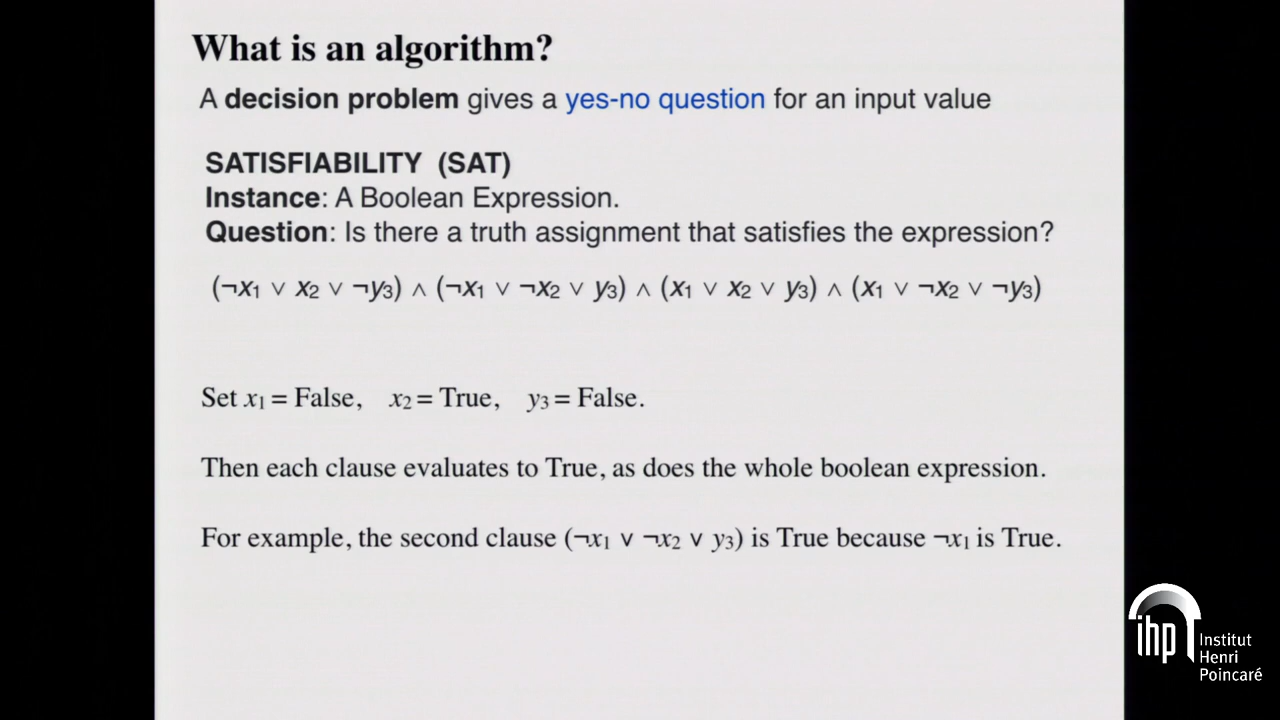 What is an algorithm?
A decision problem gives a yes-no question for an input value
SATISFIABILITY (SAT)
Instance: A Boolean Expression.
Question: Is there a truth assignment that satisfies the expression?
(¬x₁ ∨ x₂ ∨ ¬y₃) ∧ (¬x₁ ∨ ¬x₂ ∨ y₃) ∧ (x₁ ∨ x₂ ∨ y₃) ∧ (x₁ ∨ ¬x₂ ∨ ¬y₃)
Set x₁ = False, x₂ = True, y₃ = False.
Then each clause evaluates to True, as does the whole boolean expression.
For example, the second clause (¬x₁ ∨ ¬x₂ ∨ y₃) is True because ¬x₁ is True.
ihp
Institut
Henri
Poincaré